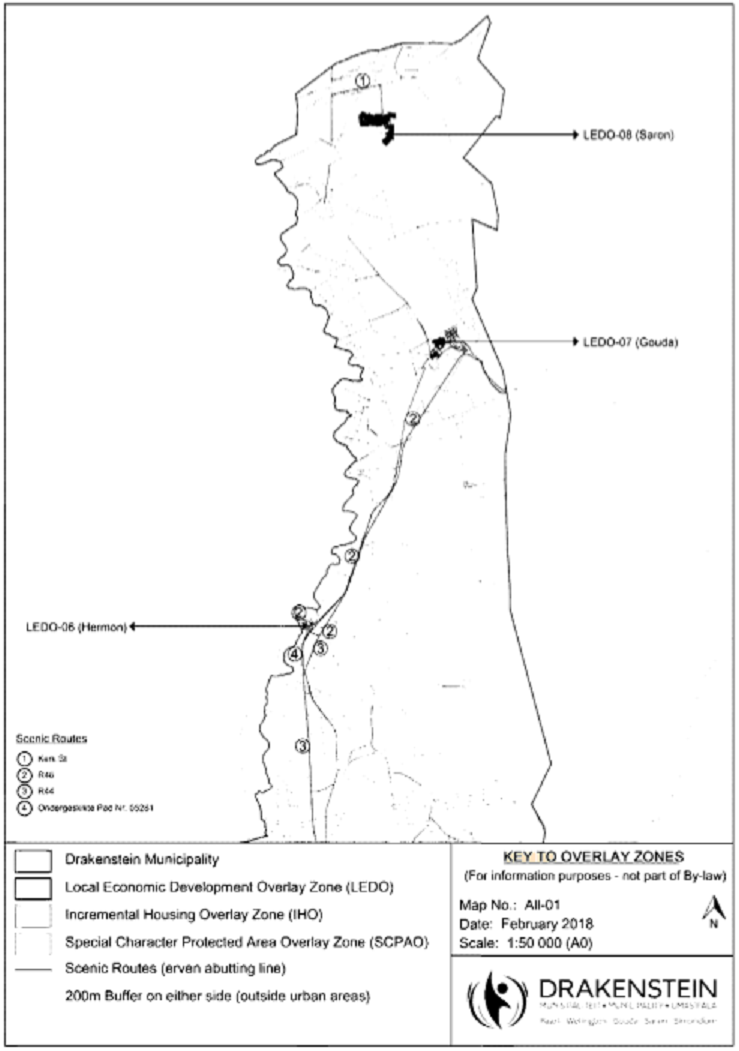 ①
LEDO-08 (Saron)
LEDO-07 (Gouda)
②
②
②
LEDO-06 (Hermon)
②
④
③
③
Scenic Routes
① Kerk St
② R46
③ R44
④ Ondergeskikte Pad Nr.
Drakenstein Municipality
Local Economic Development Overlay Zone (LEDO)
Incremental Housing Overlay Zone (IHO)
Special Character Protected Area Overlay Zone (SCPAO)
Scenic Routes (erven abutting line)
200m Buffer on either side (outside urban areas)
KEY TO OVERLAY ZONES
(For information purposes - not part of By-law)
Map No.: All-01
Date: February 2018
Scale: 1:50 000 (A0)
N
DRAKENSTEIN
MUNISIPALITEIT • MUNICIPALITY • UMASIPALA
Paarl Wellington Gouda Saron Simondium